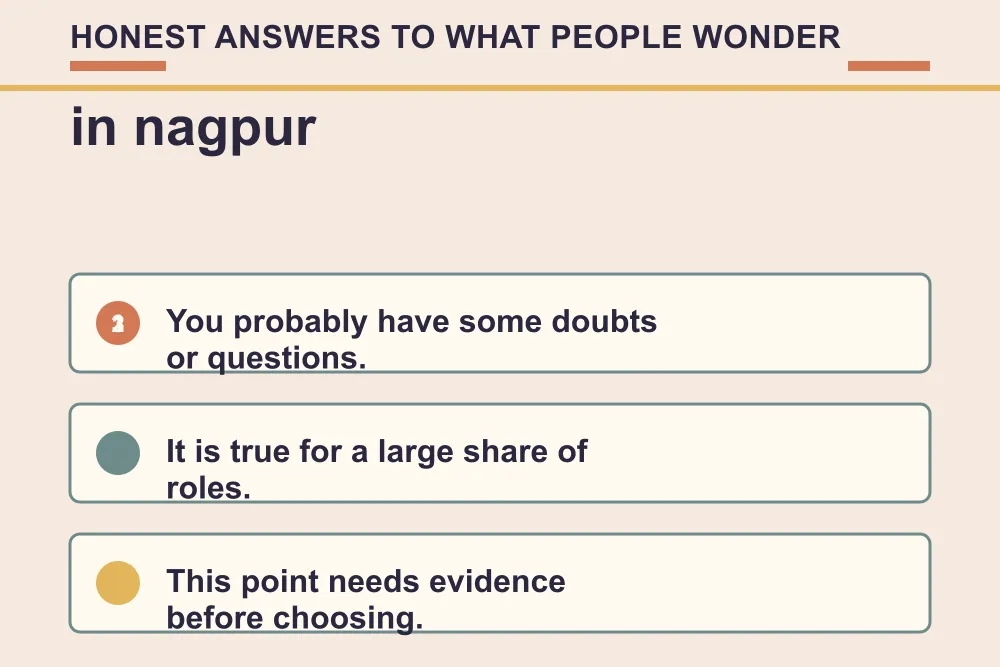 HONEST ANSWERS TO WHAT PEOPLE WONDER
in nagpur
You probably have some doubts
or questions.
It is true for a large share of
roles.
This point needs evidence
before choosing.